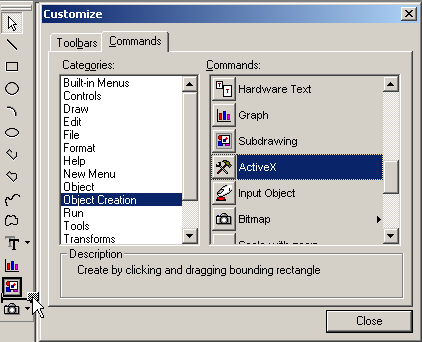 Customize
Toolbars
Commands
Categories:
Built-in Menus
Controls
Draw
Edit
File
Format
Help
New Menu
Object
Object Creation
Run
Tools
Transforms
Commands:
Hardware Text
Graph
Subdrawing
ActiveX
Input Object
Bitmap
Description
Create by clicking and dragging bounding rectangle
Close